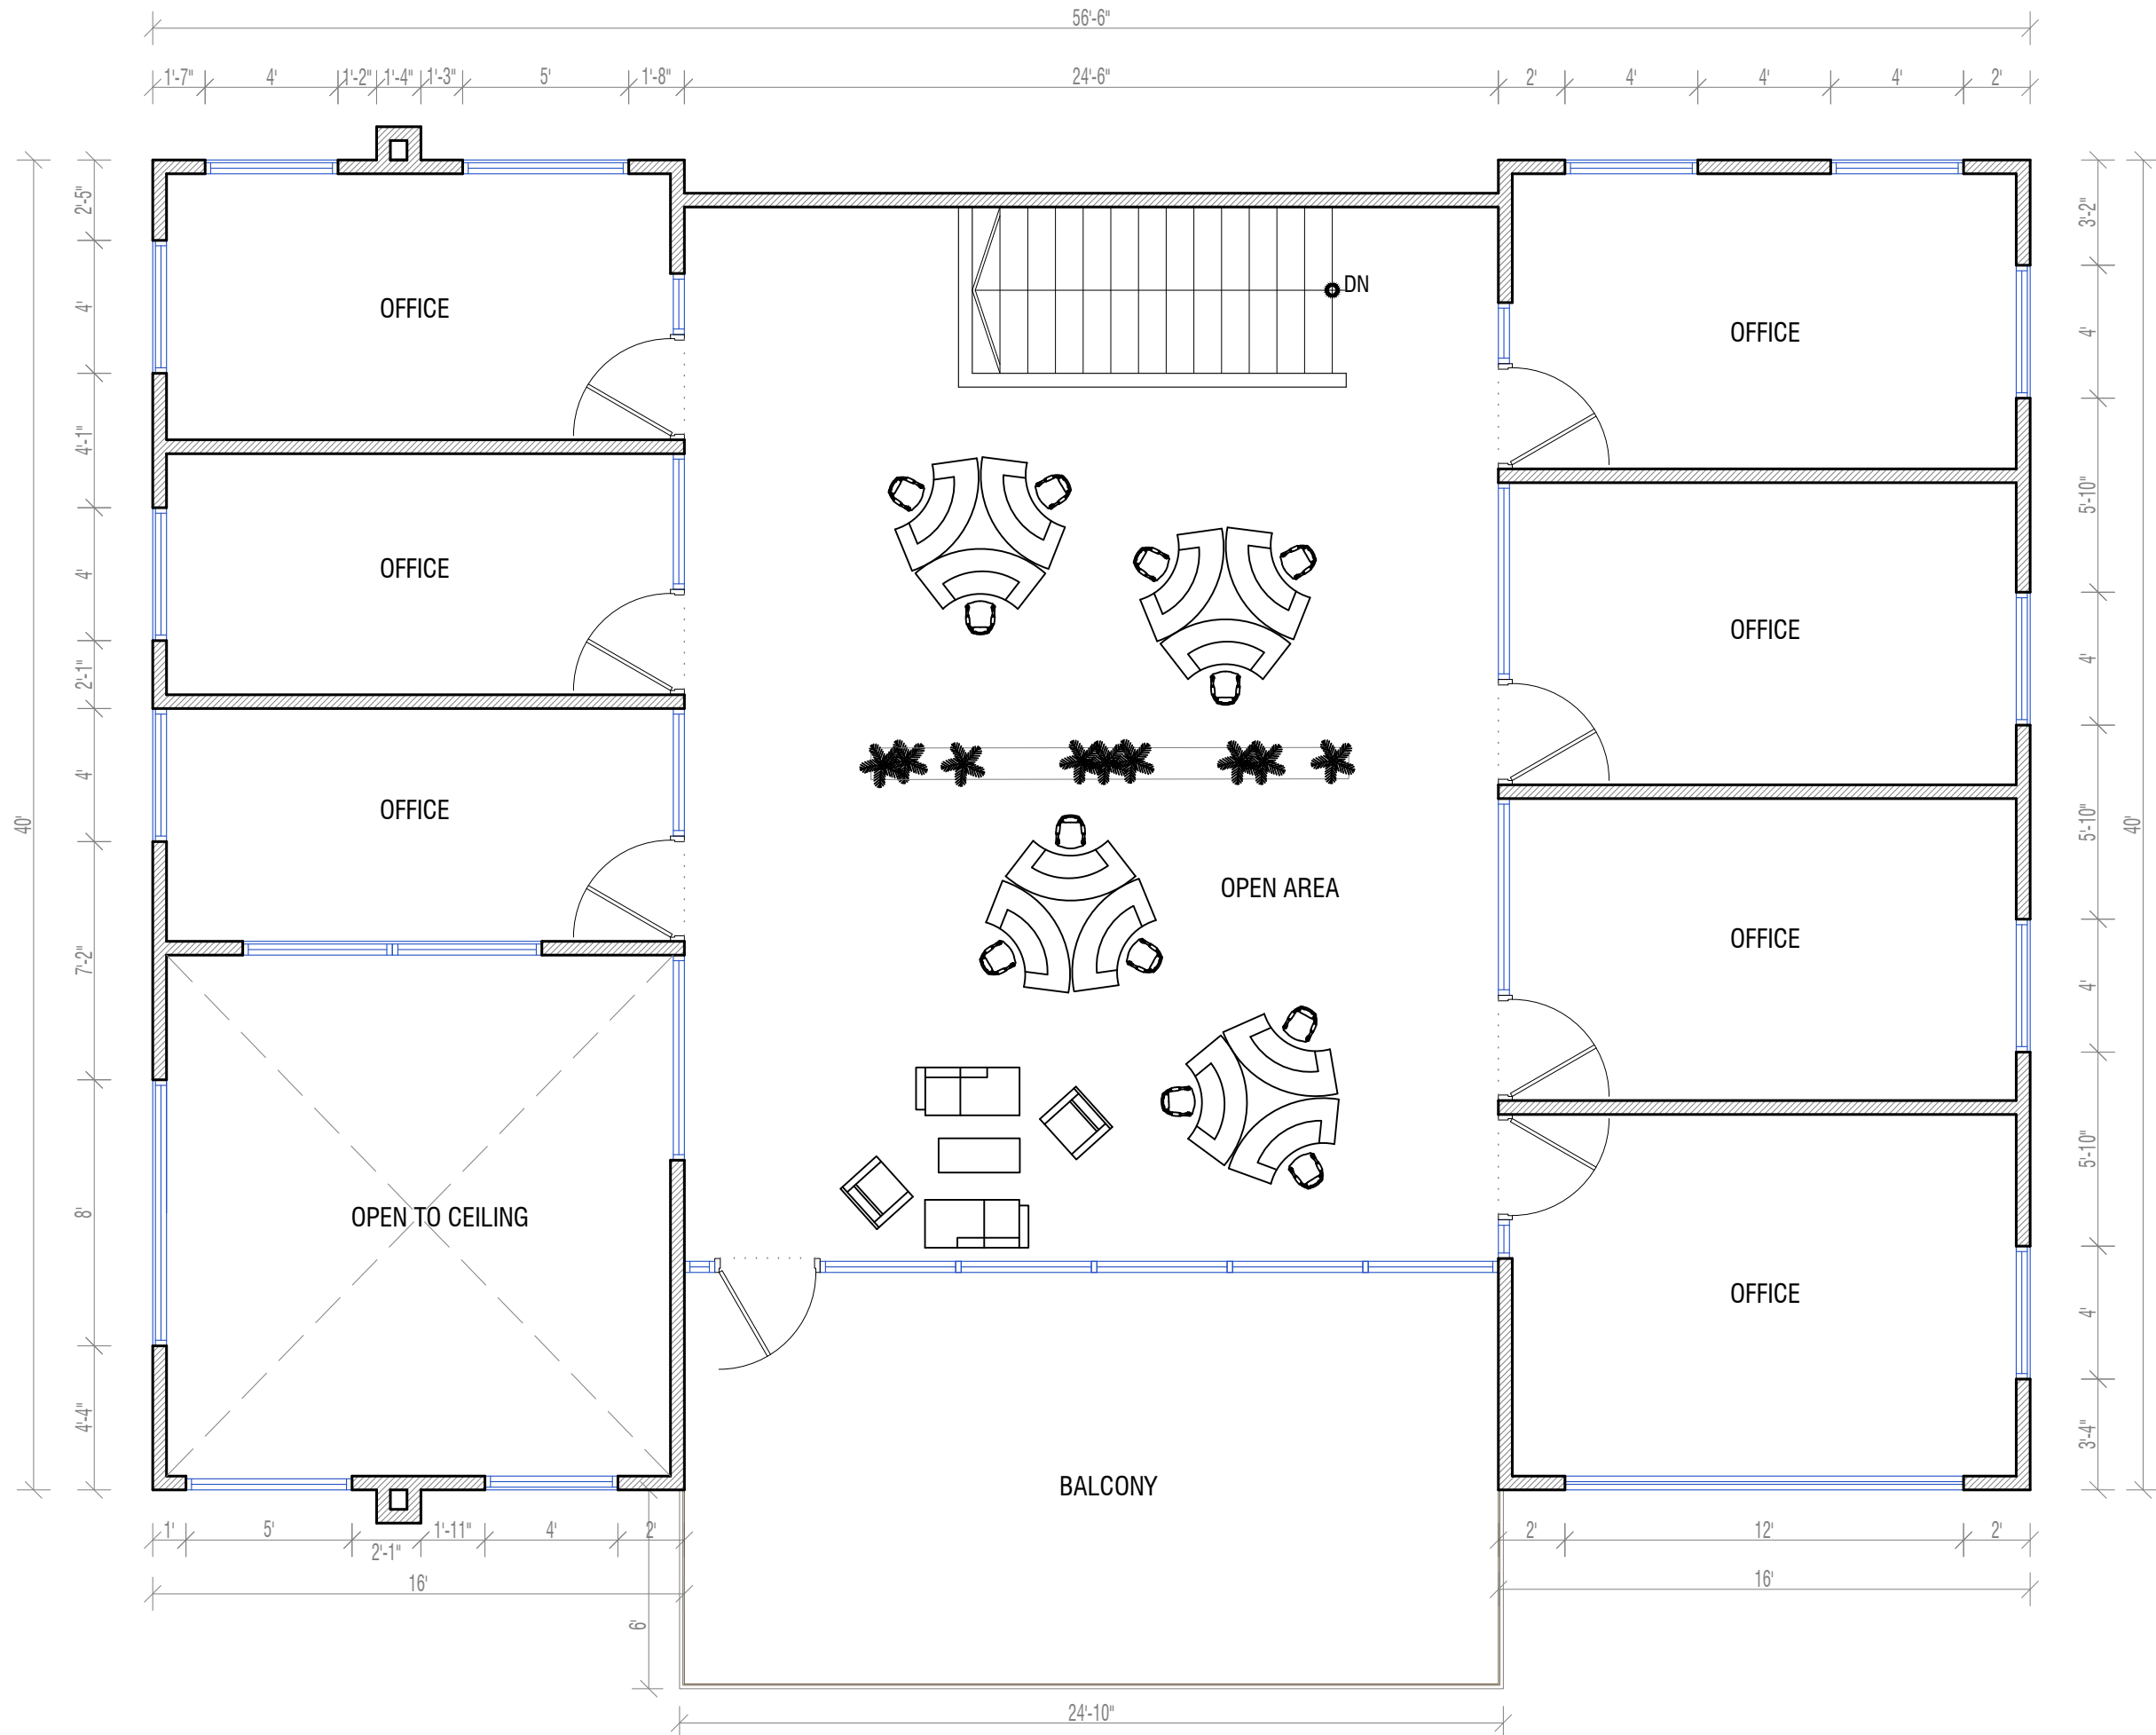 56'-6"
1'-7" 4' 1'-2" 1'-4" 1'-3" 5' 1'-8" 24'-6" 2' 4' 4' 4' 2'
2'-5"
4'
4'-1"
4'
2'-1"
4'
7'-2"
8'
4'-4"
40'
DN
OFFICE
OFFICE
OFFICE
OPEN TO CEILING
OPEN AREA
BALCONY
OFFICE
OFFICE
OFFICE
OFFICE
3'-2"
4'
5'-10"
4'
5'-10"
4'
5'-10"
4'
3'-4"
40'
1' 5' 2'-1" 1'-11" 4' 2'
16'
6'
2' 12' 2'
16'
24'-10"